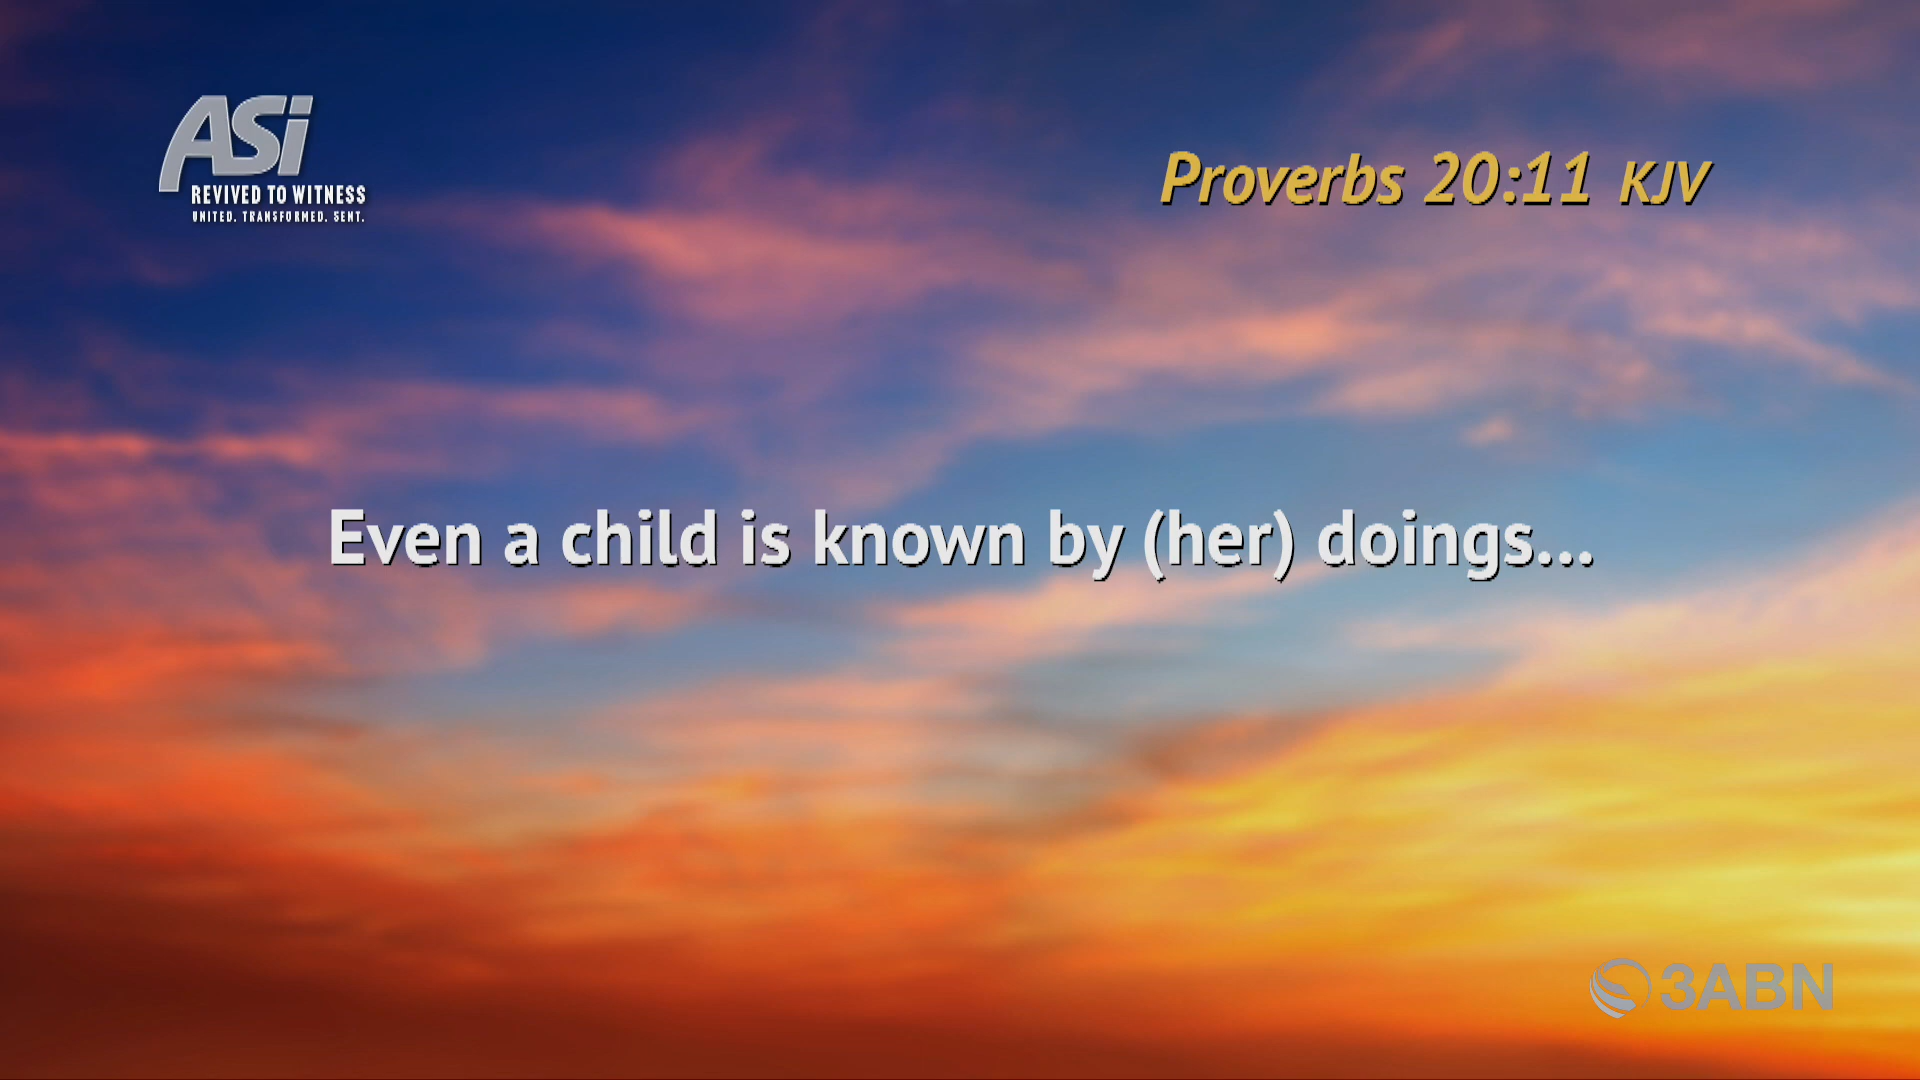 ASi
REVIVED TO WITNESS
UNITED. TRANSFORMED. SENT.
Proverbs 20:11 KJV
Even a child is known by (her) doings...
3ABN